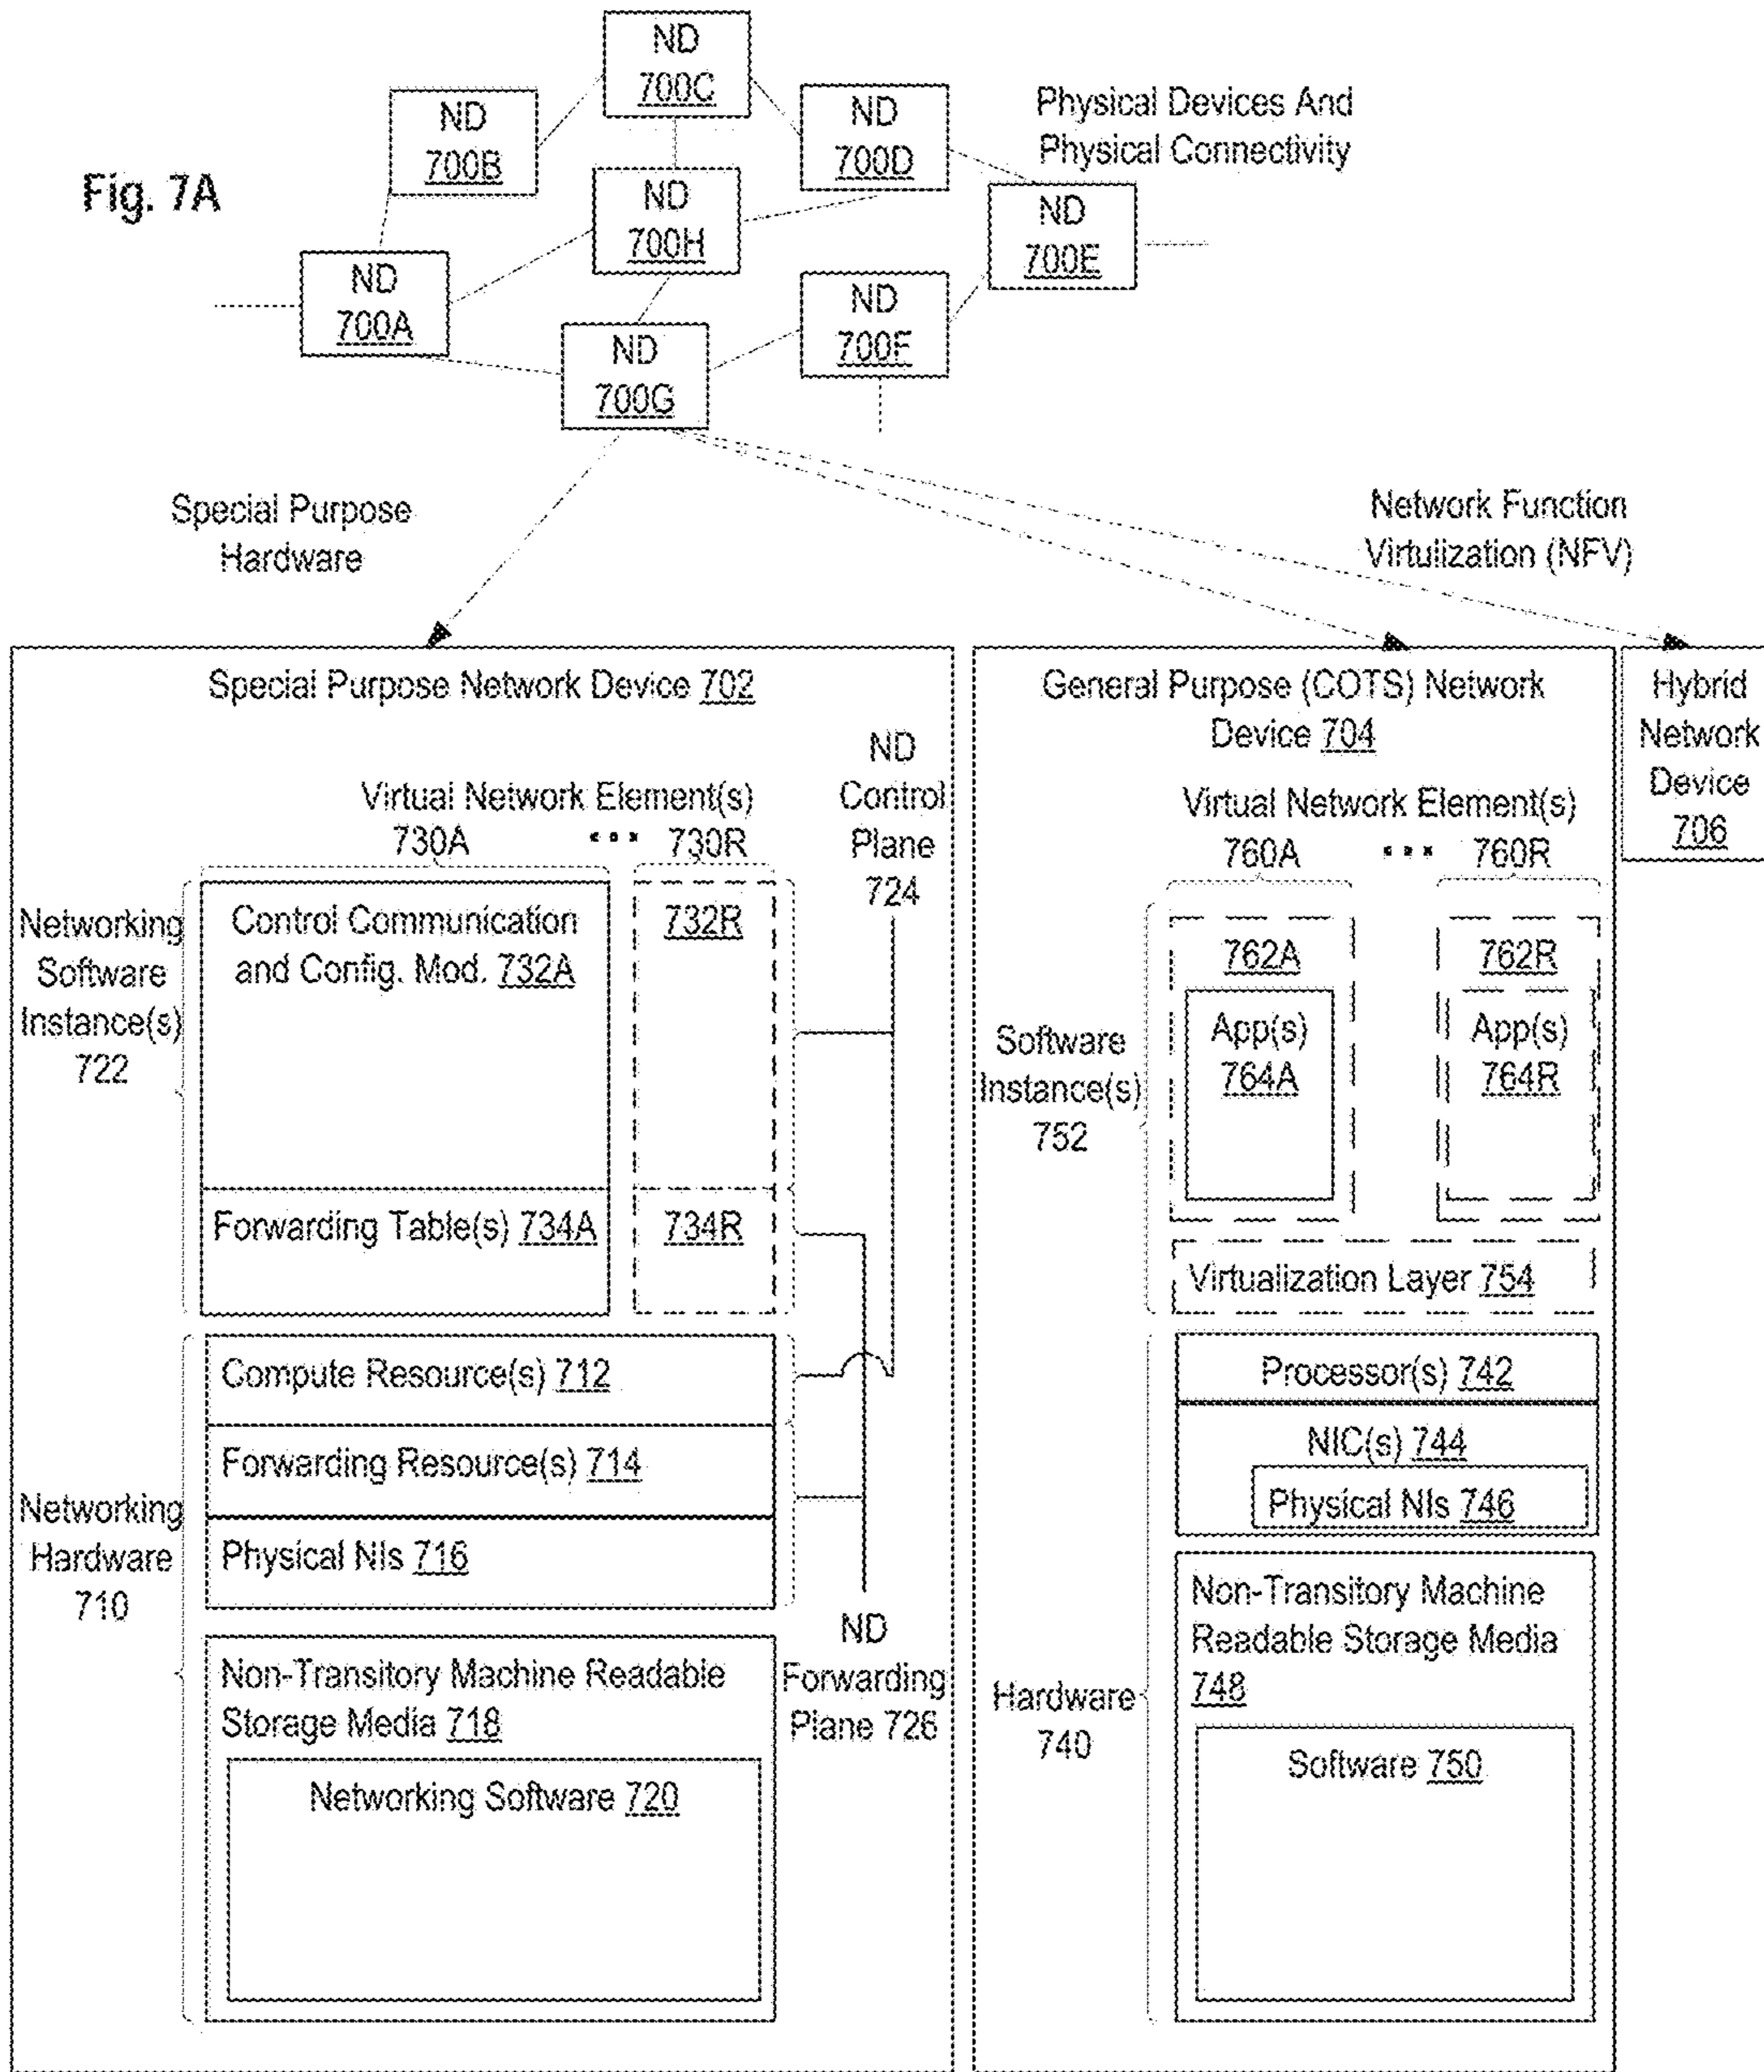 Fig. 7A
ND
700C
ND
700B
ND
700D
Physical Devices And
Physical Connectivity
ND
700H
ND
700E
ND
700A
ND
700F
ND
700G
Special Purpose
Hardware
Network Function
Virtulization (NFV)
Special Purpose Network Device 702
ND
Control
Plane
724
Virtual Network Element(s)
730A ••• 730R
Networking
Software
Instance(s)
722
Control Communication
and Config. Mod. 732A
732R
Forwarding Table(s) 734A
734R
Networking
Hardware
710
Compute Resource(s) 712
Forwarding Resource(s) 714
Physical NIs 716
ND
Forwarding
Plane 726
Non-Transitory Machine Readable
Storage Media 718
Networking Software 720
General Purpose (COTS) Network
Device 704
Virtual Network Element(s)
760A ••• 760R
Software
Instance(s)
752
762A
App(s)
764A
762R
App(s)
764R
Virtualization Layer 754
Hardware
740
Processor(s) 742
NIC(s) 744
Physical NIs 746
Non-Transitory Machine
Readable Storage Media
748
Software 750
Hybrid
Network
Device
706